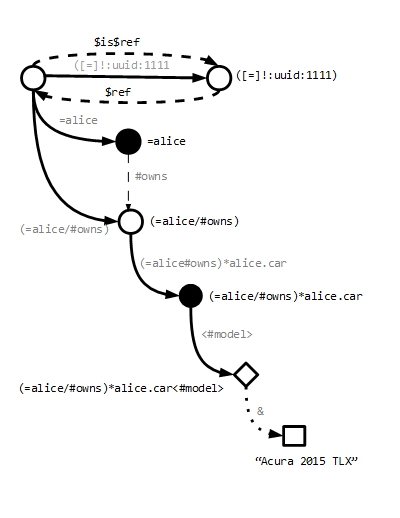 $is$ref
([=]!:uuid:1111
([=]!:uuid:1111)
$ref
=alice
=alice
#owns
(=alice/#owns)
(=alice/#owns)
(=alice#owns)*alice.car
(=alice/#owns)*alice.car
<#model>
(=alice/#owns)*alice.car<#model>
&
“Acura 2015 TLX”